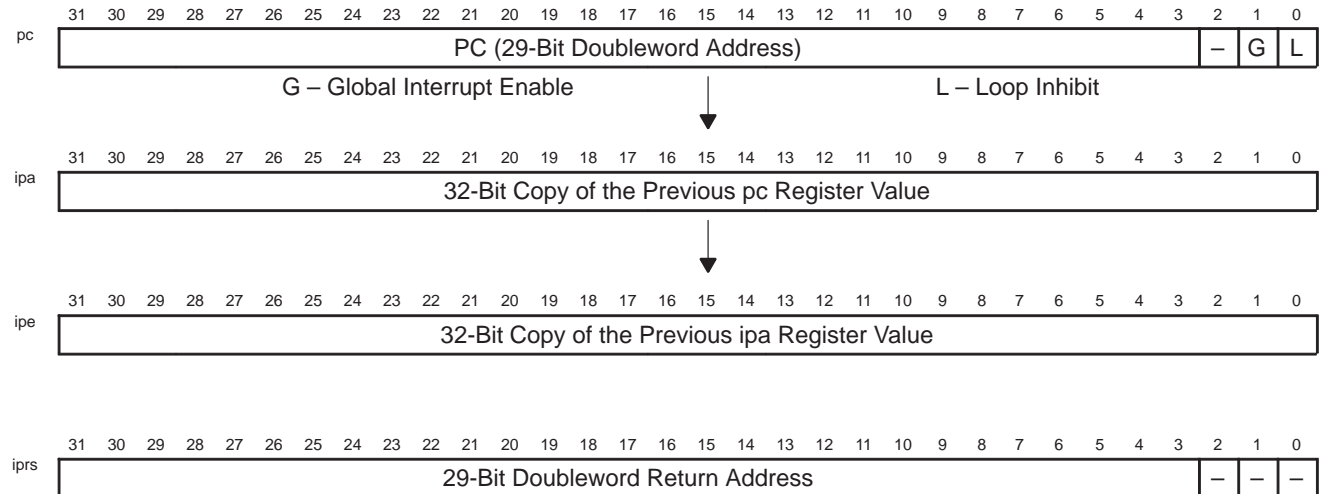 31 30 29 28 27 26 25 24 23 22 21 20 19 18 17 16 15 14 13 12 11 10 9 8 7 6 5 4 3 2 1 0
pc PC (29-Bit Doubleword Address) – G L
G – Global Interrupt Enable L – Loop Inhibit
31 30 29 28 27 26 25 24 23 22 21 20 19 18 17 16 15 14 13 12 11 10 9 8 7 6 5 4 3 2 1 0
ipa 32-Bit Copy of the Previous pc Register Value
31 30 29 28 27 26 25 24 23 22 21 20 19 18 17 16 15 14 13 12 11 10 9 8 7 6 5 4 3 2 1 0
ipe 32-Bit Copy of the Previous ipa Register Value
31 30 29 28 27 26 25 24 23 22 21 20 19 18 17 16 15 14 13 12 11 10 9 8 7 6 5 4 3 2 1 0
iprs 29-Bit Doubleword Return Address – – –